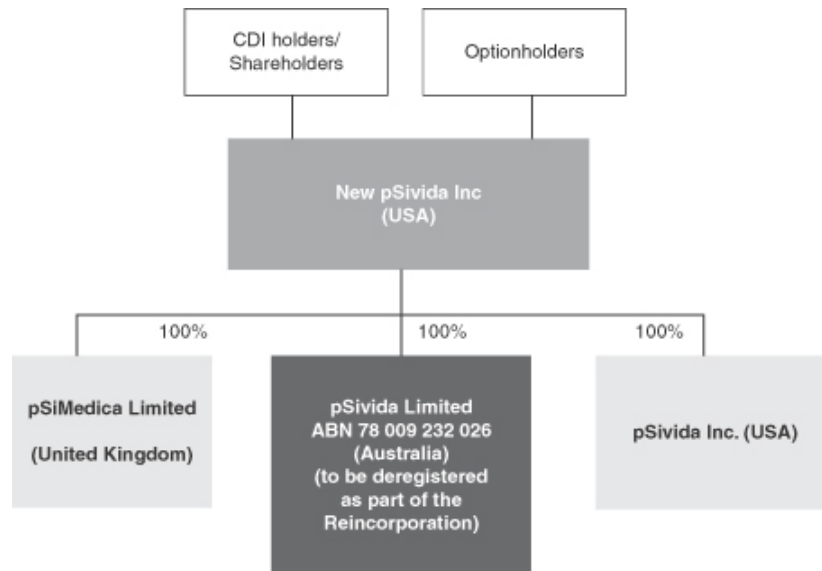 CDI holders/
Shareholders
Optionholders
New pSivida Inc
(USA)
100%
100%
100%
pSiMedica Limited
(United Kingdom)
pSivida Limited
ABN 78 009 232 026
(Australia)
(to be deregistered
as part of the
Reincorporation)
pSivida Inc. (USA)